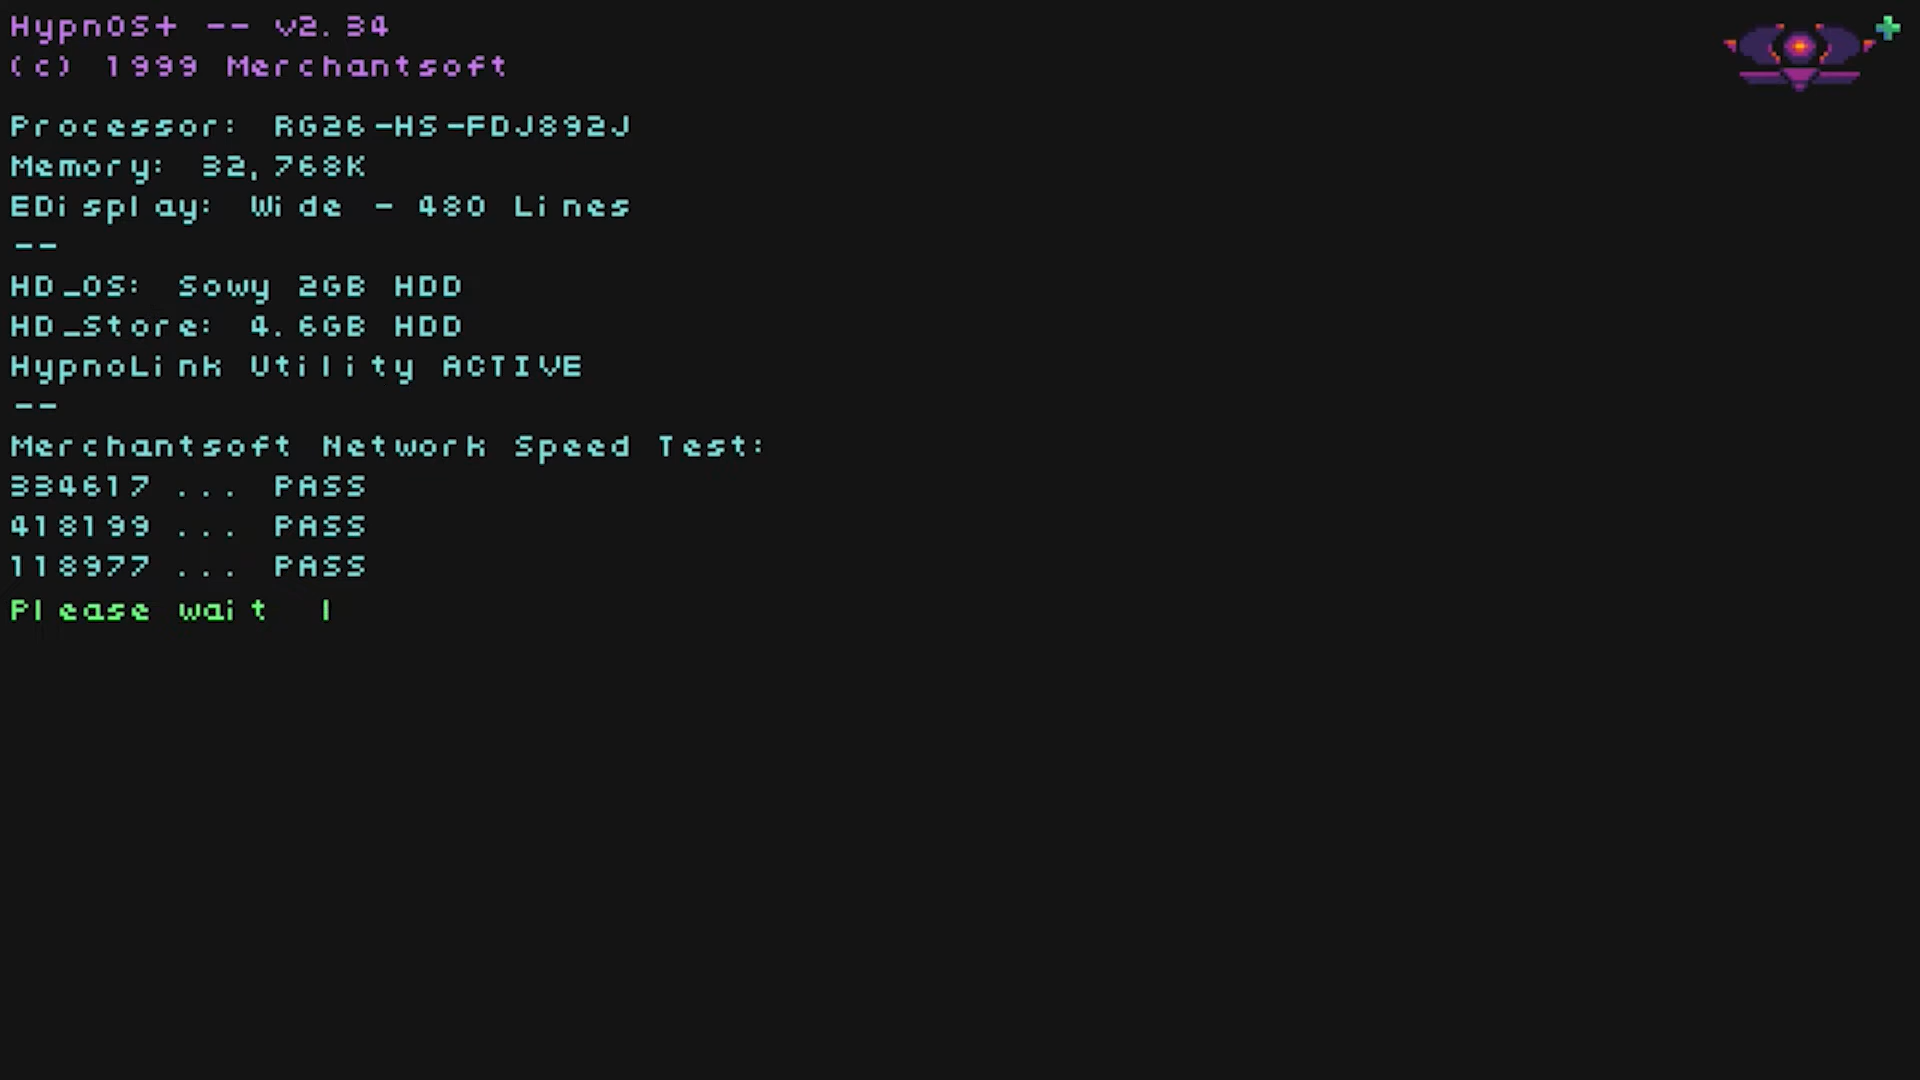 HypnOS+ -- v2.34
(c) 1999 Merchantsoft
Processor: RG26-HS-FDJ892J
Memory: 32,768K
EDisplay: Wide - 480 Lines
--
HD_OS: Sowy 2GB HDD
HD_Store: 4.6GB HDD
HypnoLink Utility ACTIVE
--
Merchantsoft Network Speed Test:
334617 ... PASS
418199 ... PASS
118977 ... PASS
Please wait |